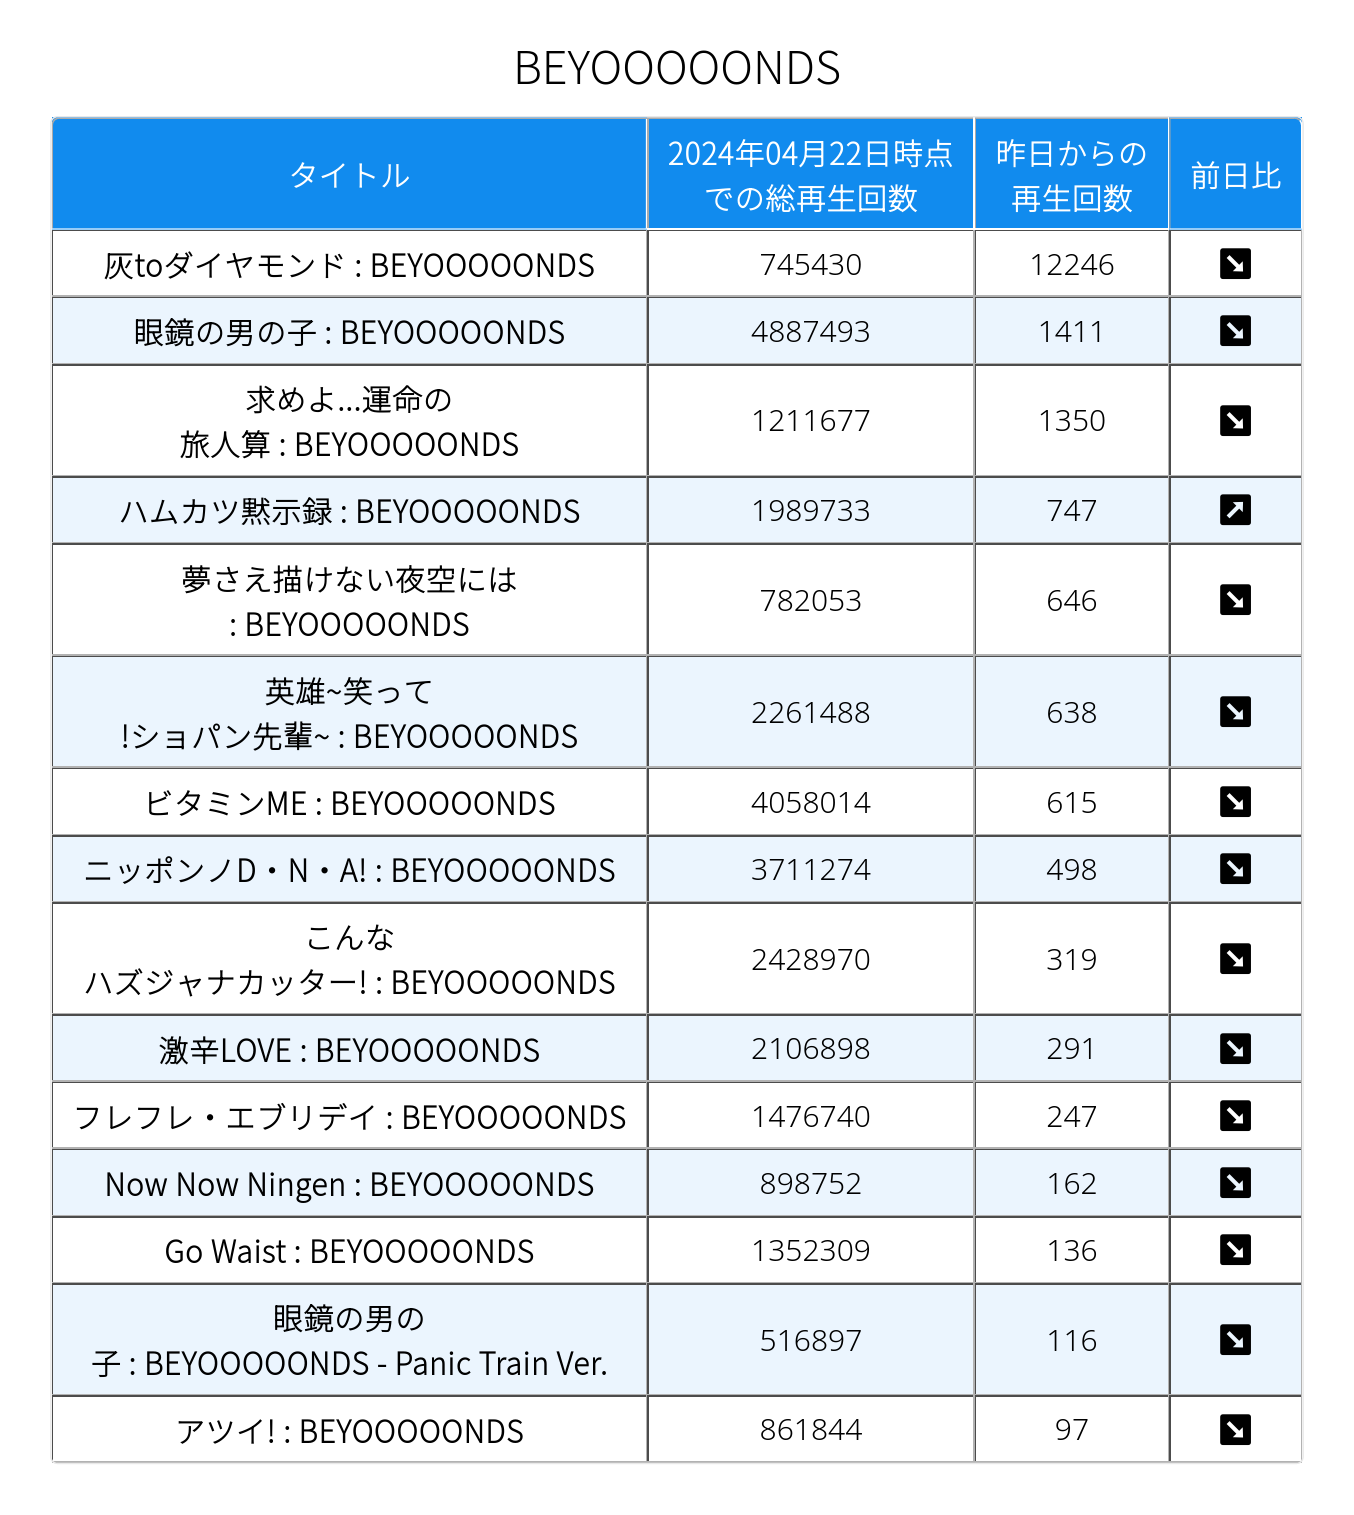 BEYOOOOONDS
タイトル
2024年04月22日時点
での総再生回数
昨日からの
再生回数
前日比
灰toダイヤモンド : BEYOOOOONDS
745430
12246
眼鏡の男の子 : BEYOOOOONDS
4887493
1411
求めよ...運命の
旅人算 : BEYOOOOONDS
1211677
1350
ハムカツ黙示録 : BEYOOOOONDS
1989733
747
夢さえ描けない夜空には
: BEYOOOOONDS
782053
646
英雄~笑って
!ショパン先輩~ : BEYOOOOONDS
2261488
638
ビタミンME : BEYOOOOONDS
4058014
615
ニッポンノD・N・A! : BEYOOOOONDS
3711274
498
こんな
ハズジャナカッター! : BEYOOOOONDS
2428970
319
激辛LOVE : BEYOOOOONDS
2106898
291
フレフレ・エブリデイ : BEYOOOOONDS
1476740
247
Now Now Ningen : BEYOOOOONDS
898752
162
Go Waist : BEYOOOOONDS
1352309
136
眼鏡の男の
子 : BEYOOOOONDS - Panic Train Ver.
516897
116
アツイ! : BEYOOOOONDS
861844
97